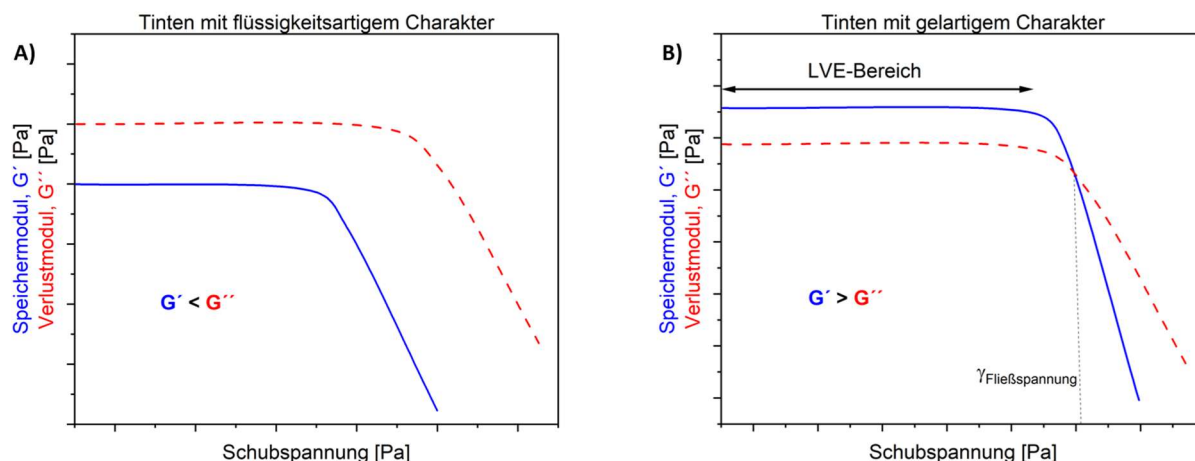 Tinten mit flüssigkeitsartigem Charakter
A)
Speichermodul, G´ [Pa]
Verlustmodul, G´´ [Pa]
G´ < G´´
Schubspannung [Pa]
Tinten mit gelartigem Charakter
B)
LVE-Bereich
Speichermodul, G´ [Pa]
Verlustmodul, G´´ [Pa]
G´ > G´´
γFließspannung
Schubspannung [Pa]